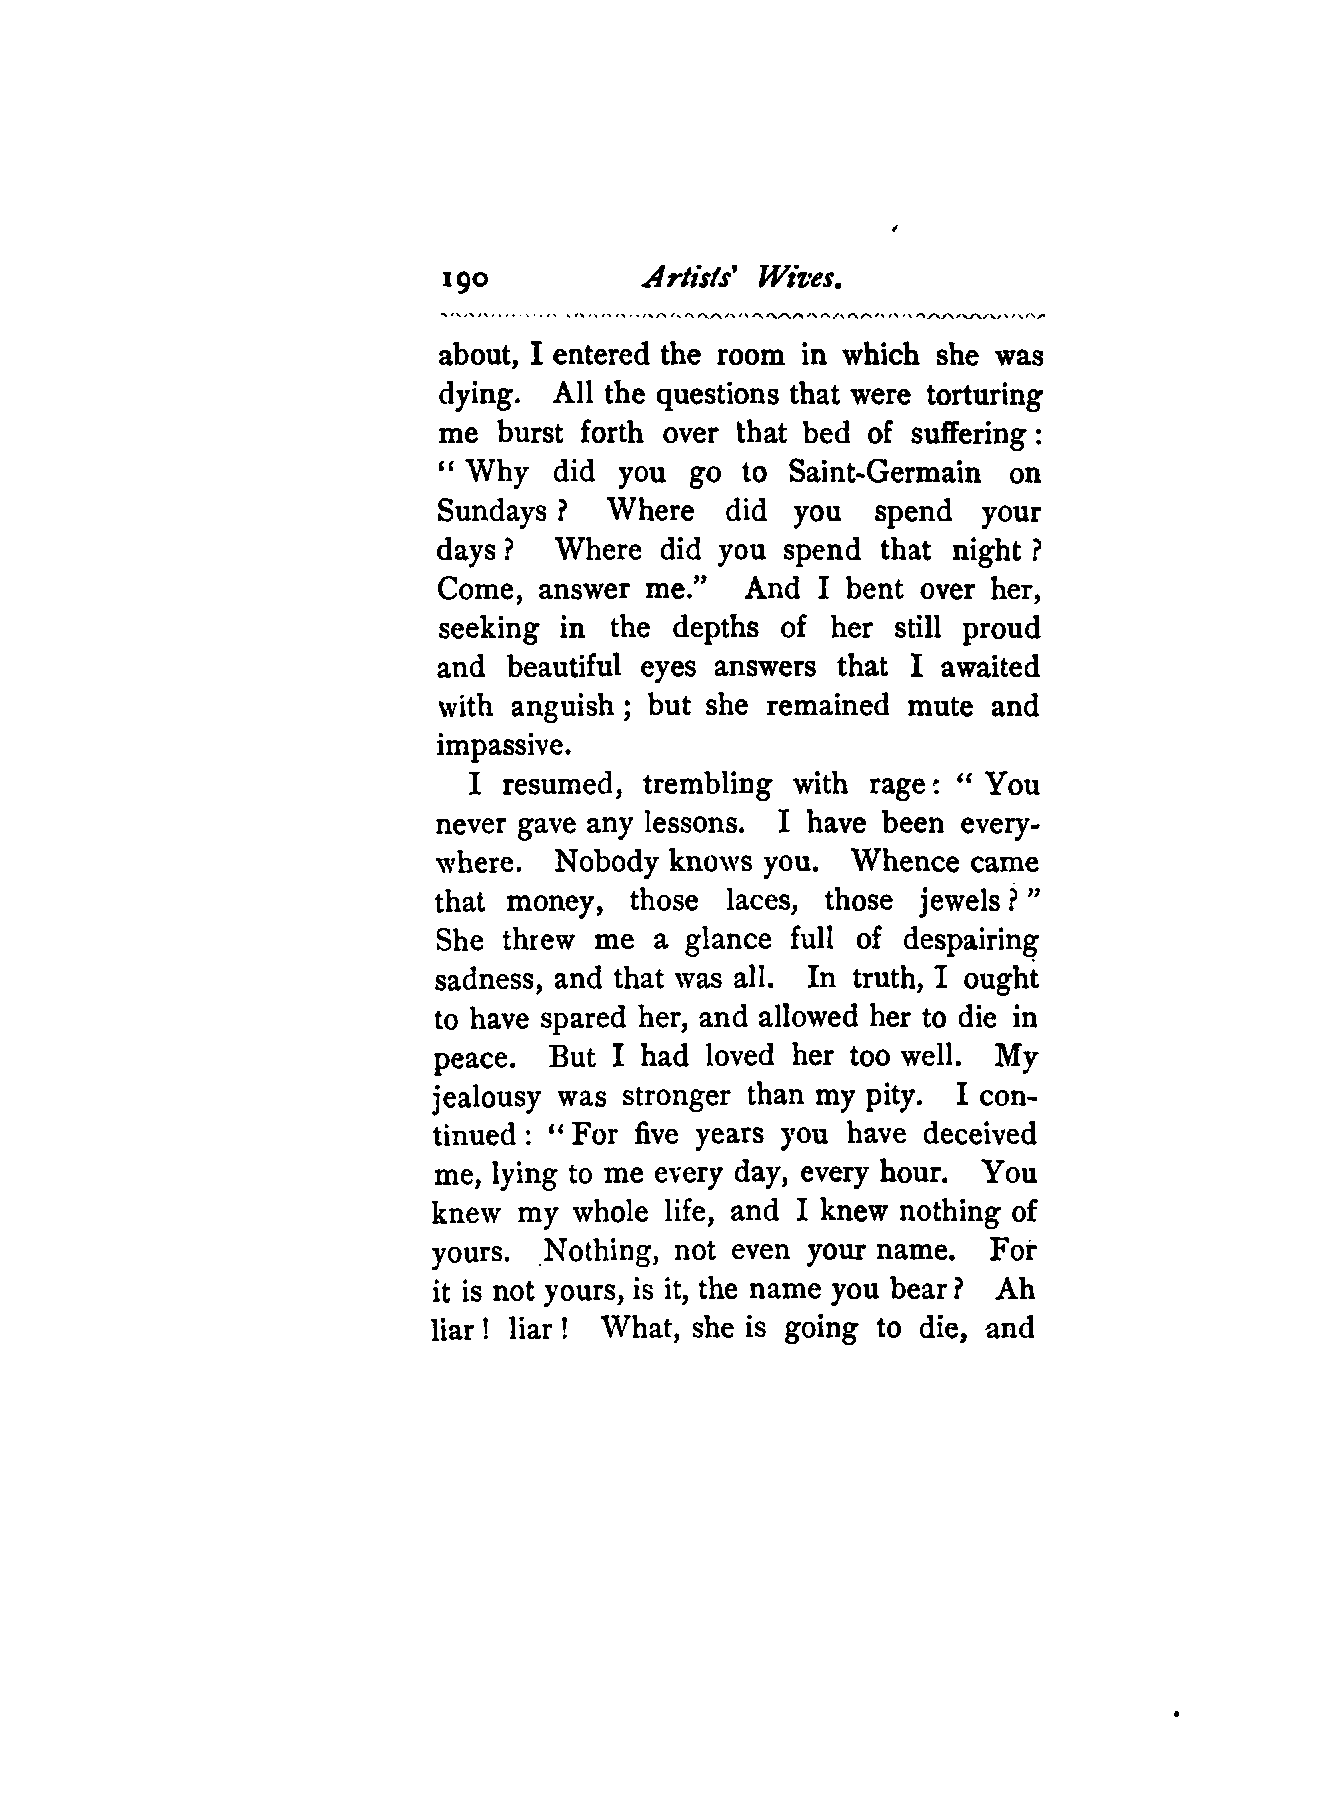 190 Artists' Wives.
about, I entered the room in which she was
dying. All the questions that were torturing
me burst forth over that bed of suffering :
“ Why did you go to Saint-Germain on
Sundays ? Where did you spend your
days ? Where did you spend that night ?
Come, answer me.” And I bent over her,
seeking in the depths of her still proud
and beautiful eyes answers that I awaited
with anguish ; but she remained mute and
impassive.
I resumed, trembling with rage : “ You
never gave any lessons. I have been every-
where. Nobody knows you. Whence came
that money, those laces, those jewels ? ”
She threw me a glance full of despairing
sadness, and that was all. In truth, I ought
to have spared her, and allowed her to die in
peace. But I had loved her too well. My
jealousy was stronger than my pity. I con-
tinued : “ For five years you have deceived
me, lying to me every day, every hour. You
knew my whole life, and I knew nothing of
yours. Nothing, not even your name. For
it is not yours, is it, the name you bear ? Ah
liar ! liar ! What, she is going to die, and